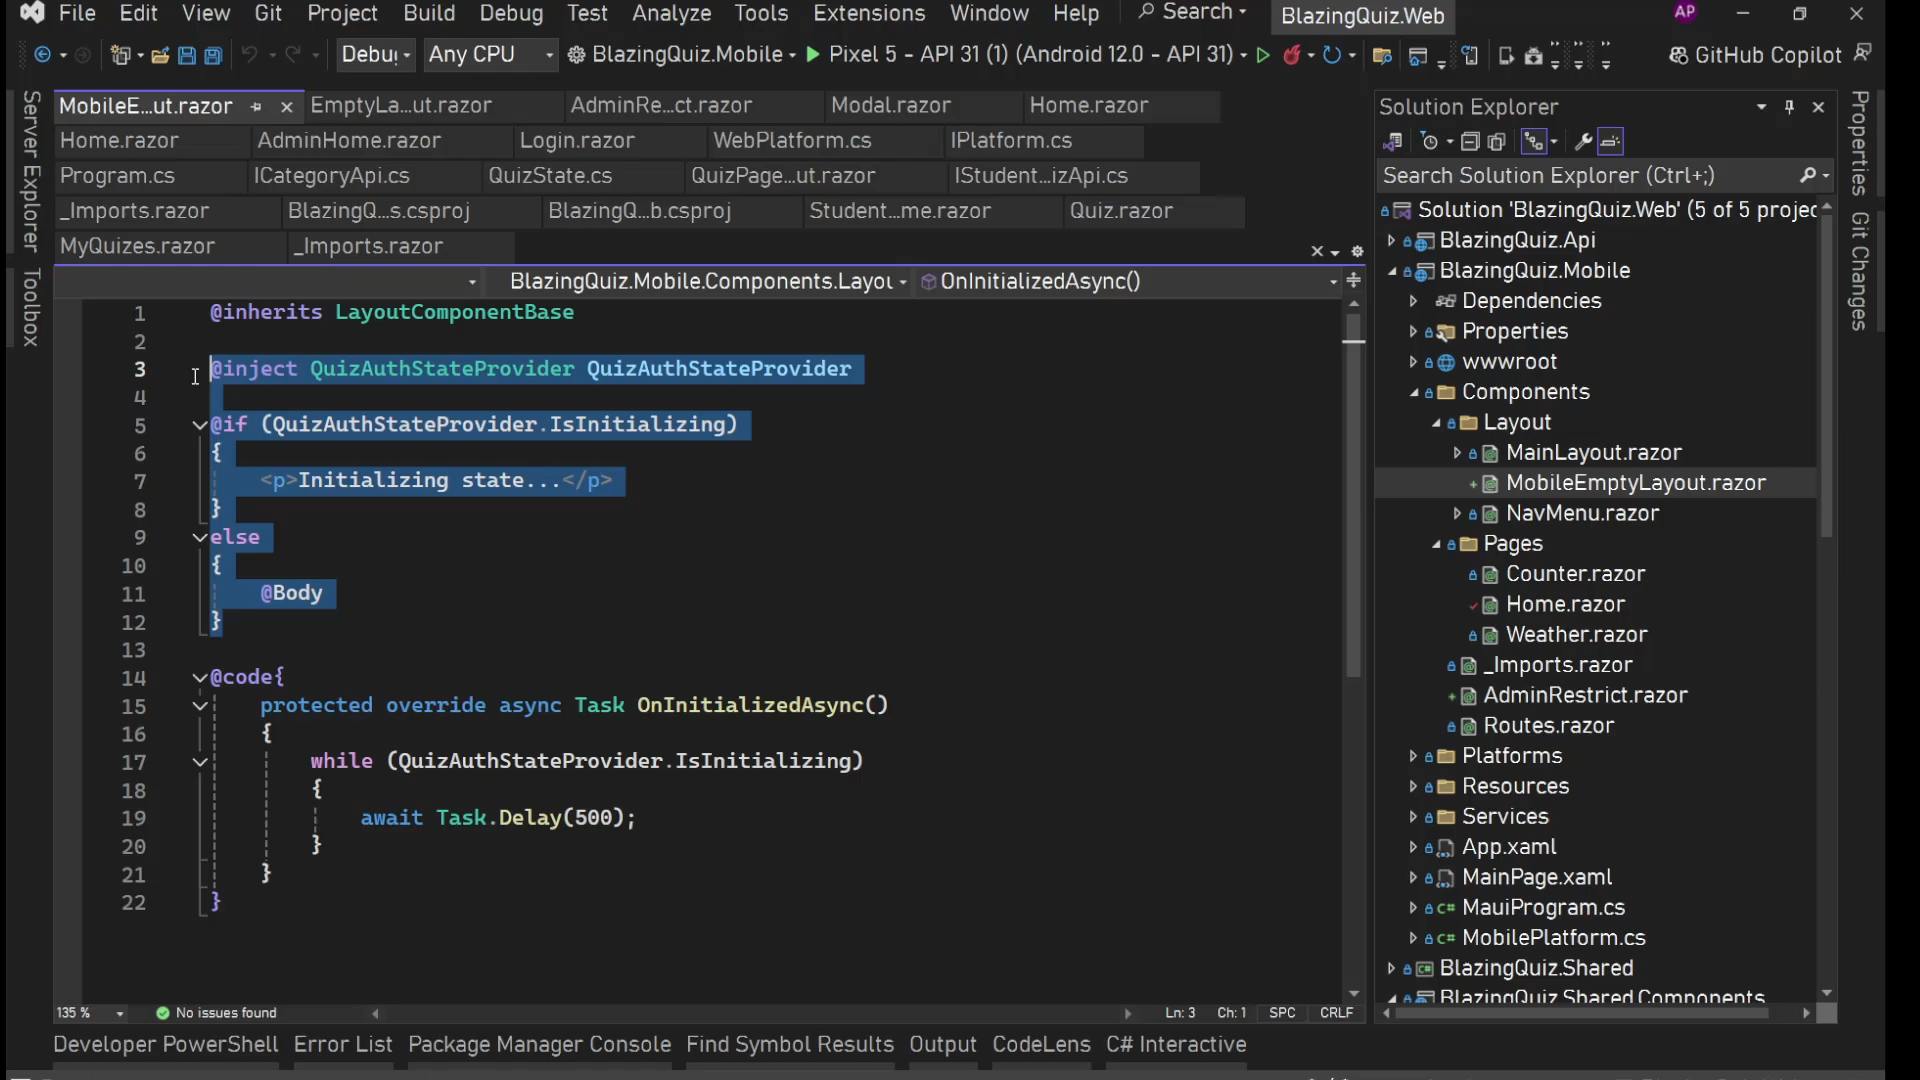 File Edit View Git Project Build Debug Test Analyze Tools Extensions Window Help Search BlazingQuiz.Web AP
Debug Any CPU BlazingQuiz.Mobile Pixel 5 - API 31 (1) (Android 12.0 - API 31) GitHub Copilot
MobileE...ut.razor EmptyLa...ut.razor AdminRe...ct.razor Modal.razor Home.razor
Home.razor AdminHome.razor Login.razor WebPlatform.cs IPlatform.cs
Program.cs ICategoryApi.cs QuizState.cs QuizPage...ut.razor IStudent...izApi.cs
_Imports.razor BlazingQ...s.csproj BlazingQ...b.csproj Student...me.razor Quiz.razor
MyQuizes.razor _Imports.razor
BlazingQuiz.Mobile.Components.Layou OnInitializedAsync()
Server Explorer
Toolbox
1 @inherits LayoutComponentBase
2
3 @inject QuizAuthStateProvider QuizAuthStateProvider
4
5 @if (QuizAuthStateProvider.IsInitializing)
6 {
7 <p>Initializing state...</p>
8 }
9 else
10 {
11 @Body
12 }
13
14 @code{
15 protected override async Task OnInitializedAsync()
16 {
17 while (QuizAuthStateProvider.IsInitializing)
18 {
19 await Task.Delay(500);
20 }
21 }
22 }
135 % No issues found Ln: 3 Ch: 1 SPC CRLF
Developer PowerShell Error List Package Manager Console Find Symbol Results Output CodeLens C# Interactive
Solution Explorer
Search Solution Explorer (Ctrl+;)
Solution 'BlazingQuiz.Web' (5 of 5 projec
BlazingQuiz.Api
BlazingQuiz.Mobile
Dependencies
Properties
wwwroot
Components
Layout
MainLayout.razor
MobileEmptyLayout.razor
NavMenu.razor
Pages
Counter.razor
Home.razor
Weather.razor
_Imports.razor
AdminRestrict.razor
Routes.razor
Platforms
Resources
Services
App.xaml
MainPage.xaml
MauiProgram.cs
MobilePlatform.cs
BlazingQuiz.Shared
BlazingQuiz.Shared.Components
Properties
Git Changes